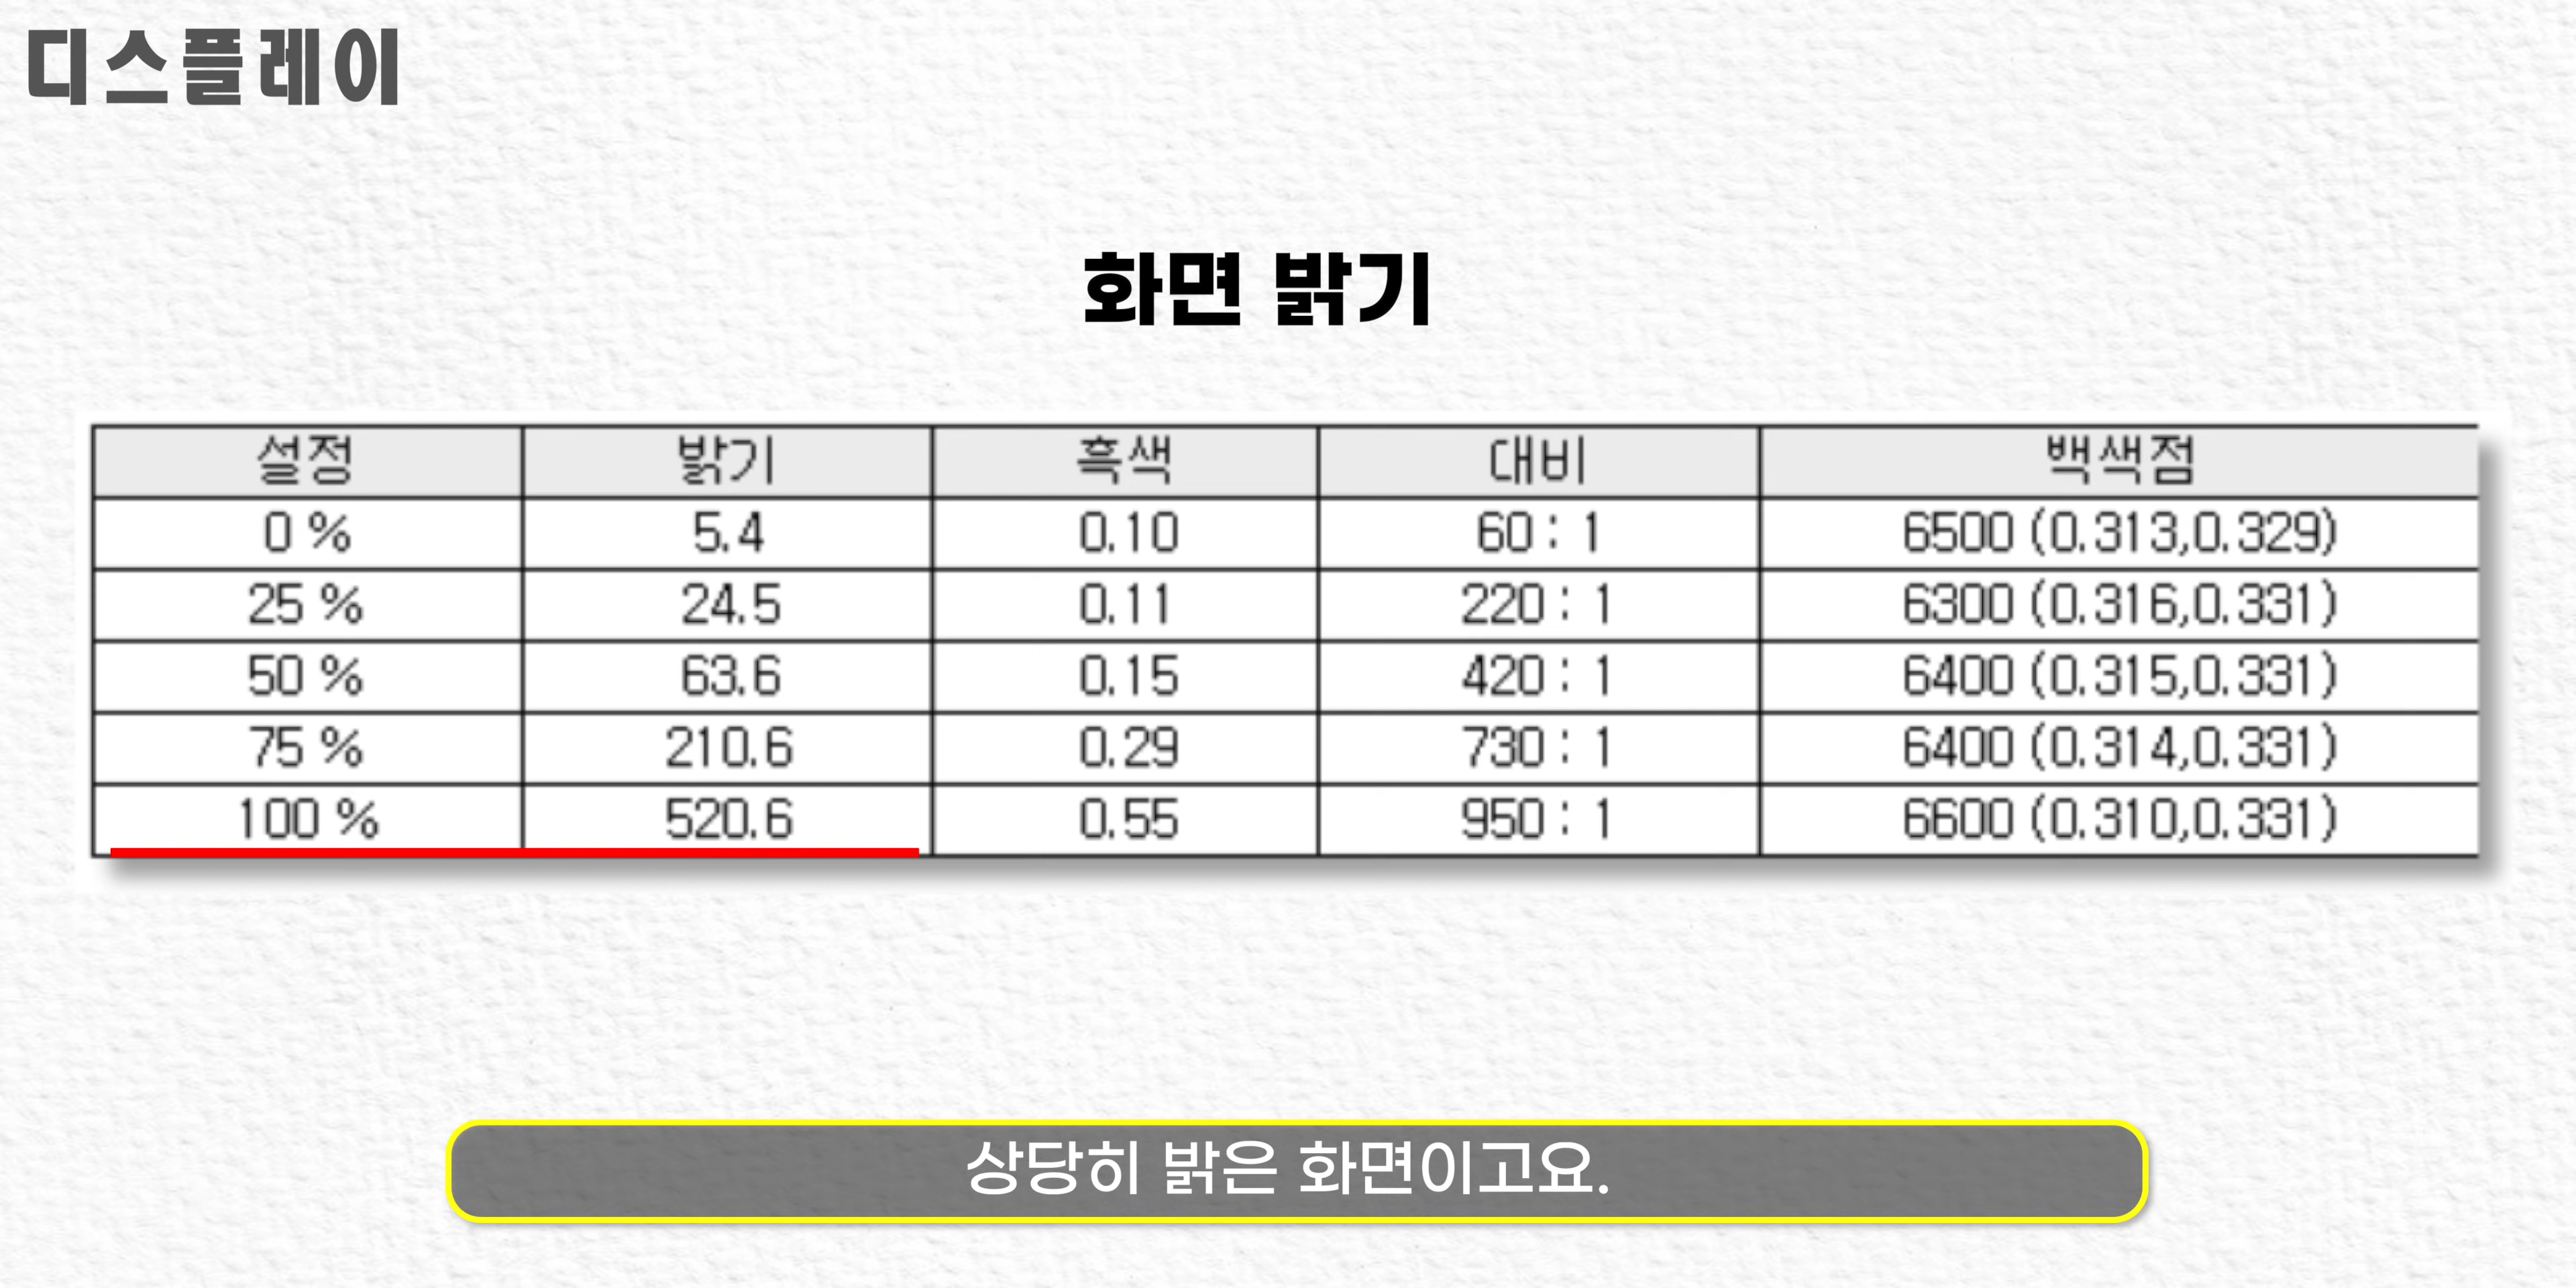 디스플레이
화면 밝기
설정 밝기 흑색 대비 백색점
0 % 5.4 0.10 60 : 1 6500 (0.313,0.329)
25 % 24.5 0.11 220 : 1 6300 (0.316,0.331)
50 % 63.6 0.15 420 : 1 6400 (0.315,0.331)
75 % 210.6 0.29 730 : 1 6400 (0.314,0.331)
100 % 520.6 0.55 950 : 1 6600 (0.310,0.331)
상당히 밝은 화면이고요.